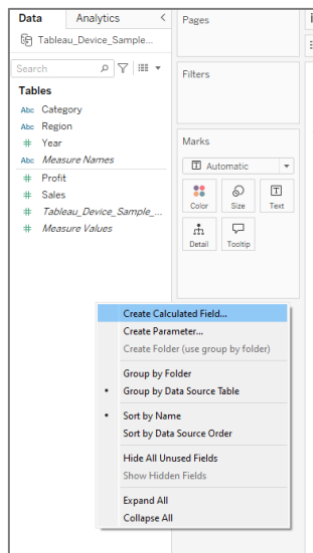 Data
Analytics
Tableau_Device_Sample...
Search
Tables
Abc Category
Abc Region
# Year
Abc Measure Names
# Profit
# Sales
# Tableau_Device_Sample_...
# Measure Values
Pages
Filters
Marks
Automatic
Color Size Text
Detail Tooltip
Create Calculated Field...
Create Parameter...
Create Folder (use group by folder)
Group by Folder
• Group by Data Source Table
• Sort by Name
Sort by Data Source Order
Hide All Unused Fields
Show Hidden Fields
Expand All
Collapse All